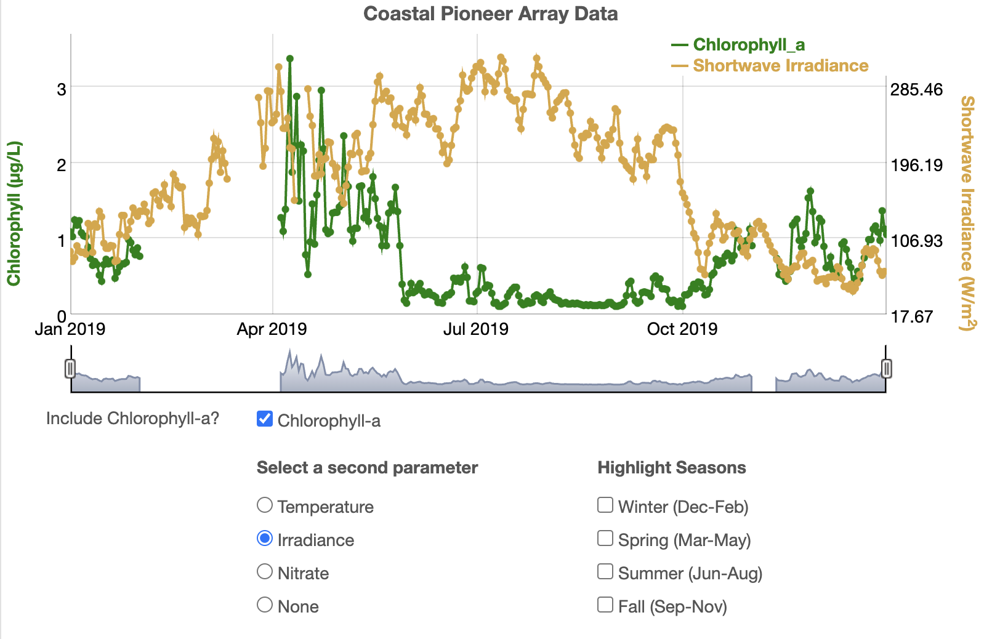 Coastal Pioneer Array Data
Chlorophyll_a
Shortwave Irradiance
Chlorophyll (µg/L)
3
2
1
0
285.46
196.19
106.93
17.67
Shortwave Irradiance (W/m²)
Jan 2019
Apr 2019
Jul 2019
Oct 2019
Include Chlorophyll-a?
Chlorophyll-a
Select a second parameter
Temperature
Irradiance
Nitrate
None
Highlight Seasons
Winter (Dec-Feb)
Spring (Mar-May)
Summer (Jun-Aug)
Fall (Sep-Nov)